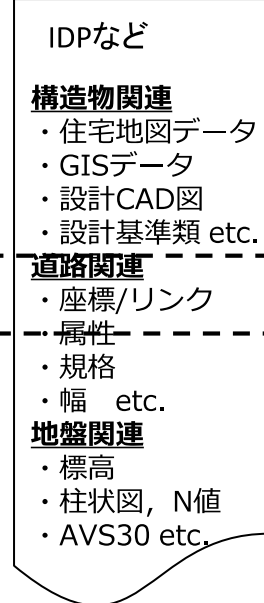 IDPなど
構造物関連
・住宅地図データ
・GISデータ
・設計CAD図
・設計基準類 etc.
道路関連
・座標/リンク
・属性
・規格
・幅　etc.
地盤関連
・標高
・柱状図，N値
・AVS30 etc.